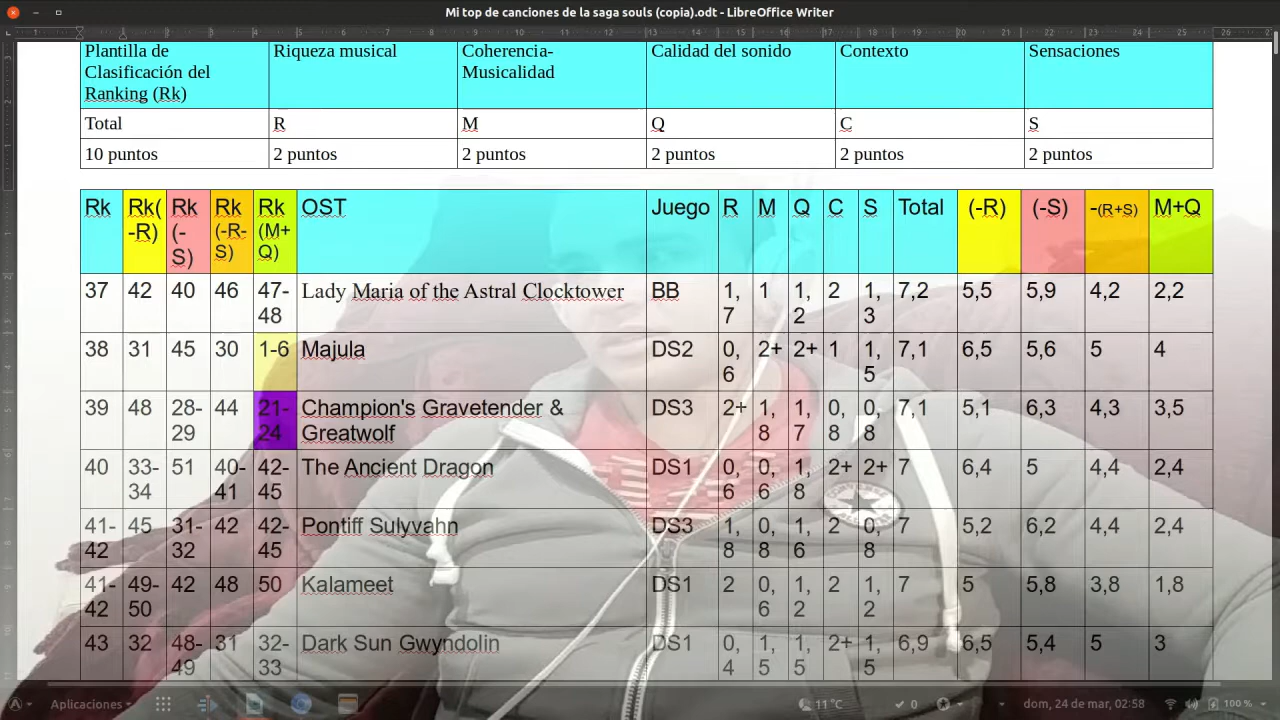 Mi top de canciones de la saga souls (copia).odt - LibreOffice Writer
Plantilla de Clasificación del Ranking (Rk) Riqueza musical Coherencia-Musicalidad Calidad del sonido Contexto Sensaciones
Total R M Q C S
10 puntos 2 puntos 2 puntos 2 puntos 2 puntos 2 puntos
Rk Rk(-R) Rk (-S) Rk (-R-S) Rk (M+Q) OST Juego R M Q C S Total (-R) (-S) -(R+S) M+Q
37 42 40 46 47-48 Lady Maria of the Astral Clocktower BB 1,7 1 1,2 2 1,3 7,2 5,5 5,9 4,2 2,2
38 31 45 30 1-6 Majula DS2 0,6 2+ 2+ 1 1,5 7,1 6,5 5,6 5 4
39 48 28-29 44 21-24 Champion's Gravetender & Greatwolf DS3 2+ 1,8 1,7 0,8 0,8 7,1 5,1 6,3 4,3 3,5
40 33-34 51 40-41 42-45 The Ancient Dragon DS1 0,6 0,6 1,8 2+ 2+ 7 6,4 5 4,4 2,4
41-42 45 31-32 42 42-45 Pontiff Sulyvahn DS3 1,8 0,8 1,6 2 0,8 7 5,2 6,2 4,4 2,4
41-42 49-50 42 48 50 Kalameet DS1 2 0,6 1,2 2 1,2 7 5 5,8 3,8 1,8
43 32 48-49 31 32-33 Dark Sun Gwyndolin DS1 0,4 1,5 1,5 2+ 1,5 6,9 6,5 5,4 5 3
CONVERSE
Aplicaciones 11 °C 0 dom, 24 de mar, 02:58 100 %